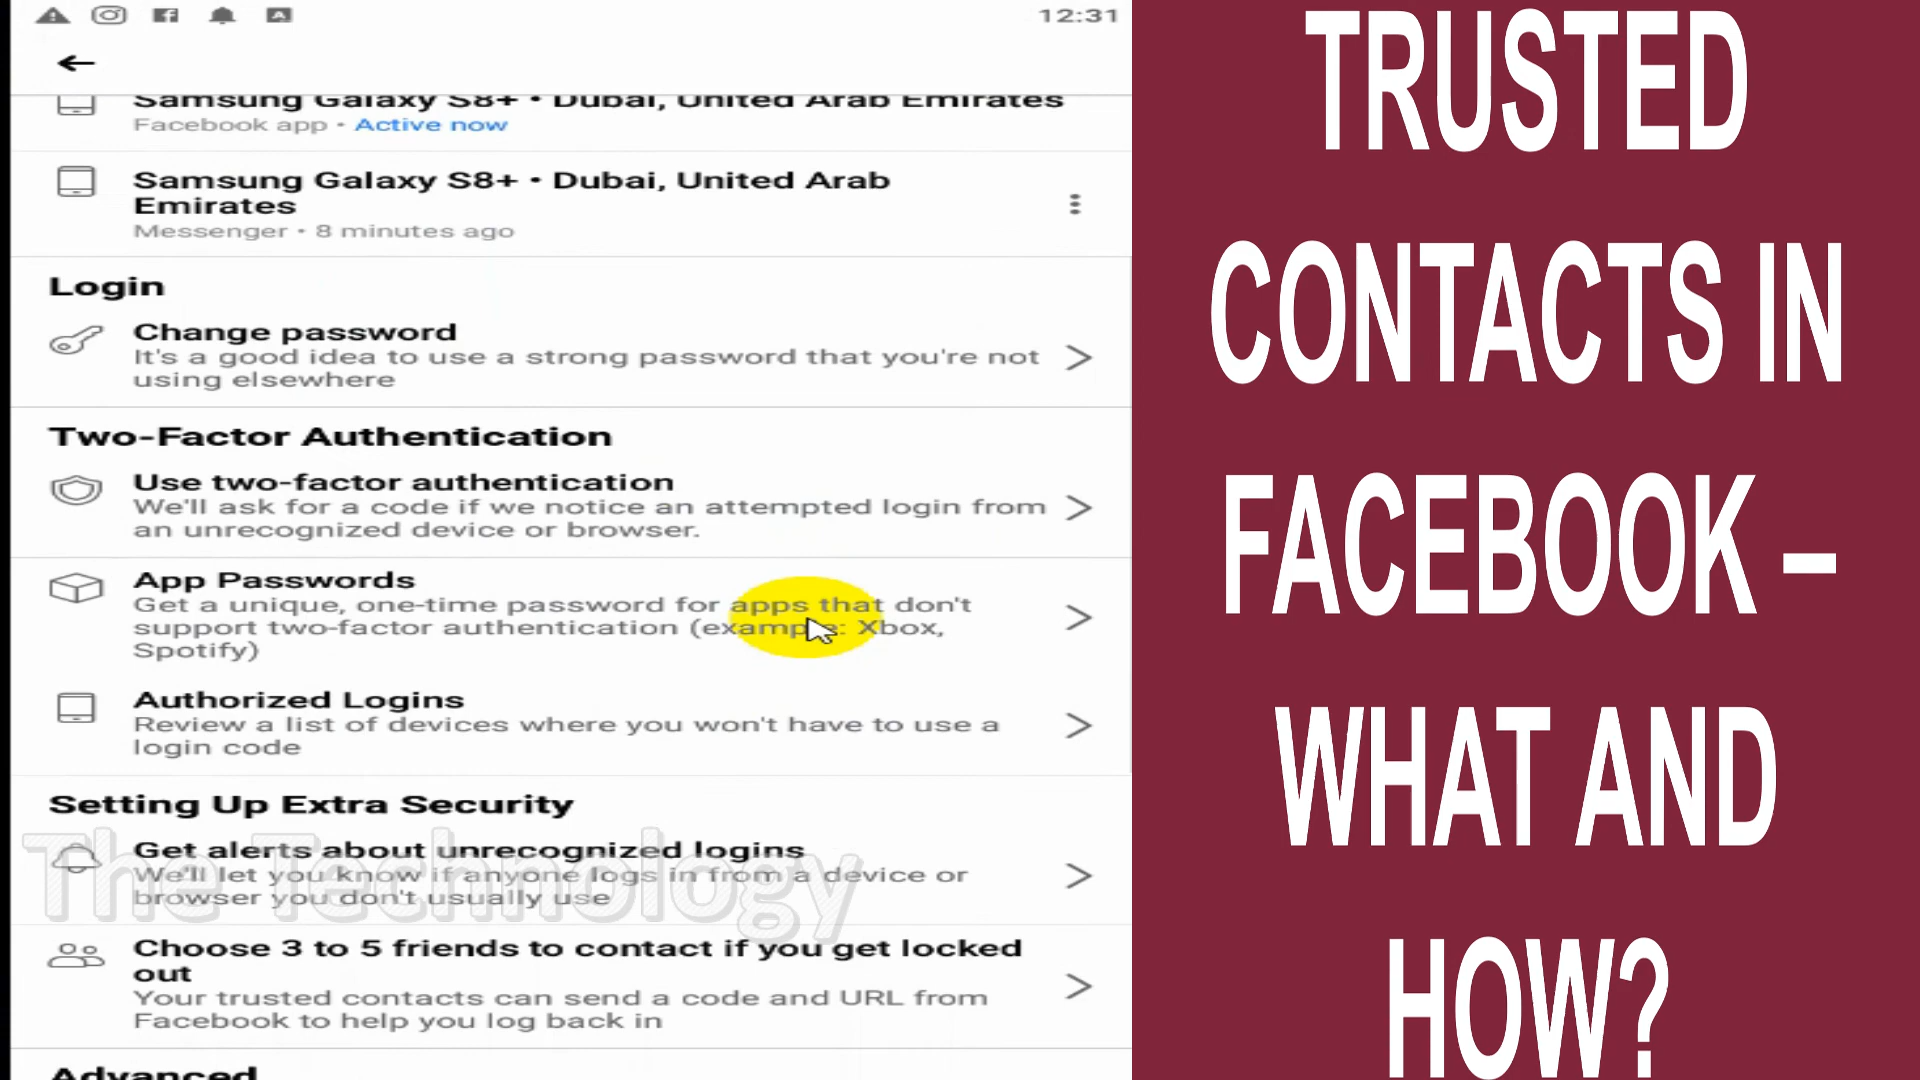 12:31
Samsung Galaxy S8+ • Dubai, United Arab Emirates
Facebook app • Active now
Samsung Galaxy S8+ • Dubai, United Arab
Emirates
Messenger • 8 minutes ago
Login
Change password
It's a good idea to use a strong password that you're not
using elsewhere
Two-Factor Authentication
Use two-factor authentication
We'll ask for a code if we notice an attempted login from
an unrecognized device or browser.
App Passwords
Get a unique, one-time password for apps that don't
support two-factor authentication (example: Xbox,
Spotify)
Authorized Logins
Review a list of devices where you won't have to use a
login code
Setting Up Extra Security
Get alerts about unrecognized logins
We'll let you know if anyone logs in from a device or
browser you don't usually use
The Technology
Choose 3 to 5 friends to contact if you get locked
out
Your trusted contacts can send a code and URL from
Facebook to help you log back in
Advanced
TRUSTED
CONTACTS IN
FACEBOOK –
WHAT AND
HOW?